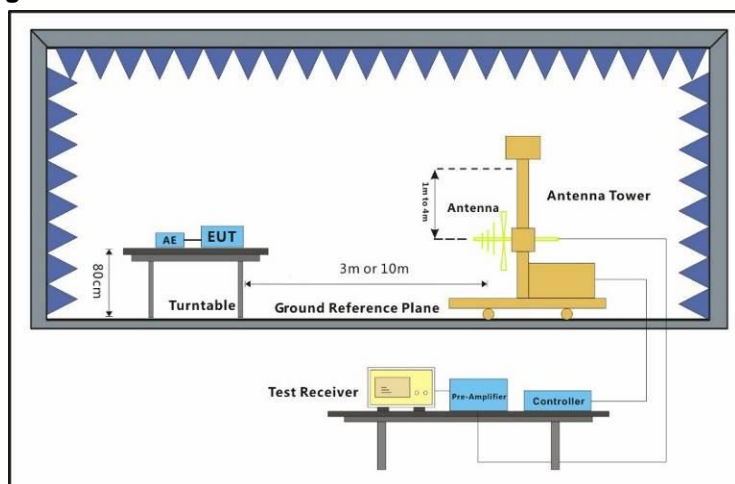 g
1m to 4m
Antenna Tower
Antenna
AE
EUT
3m or 10m
80cm
Turntable
Ground Reference Plane
Test Receiver
Pre-Amplifier
Controller